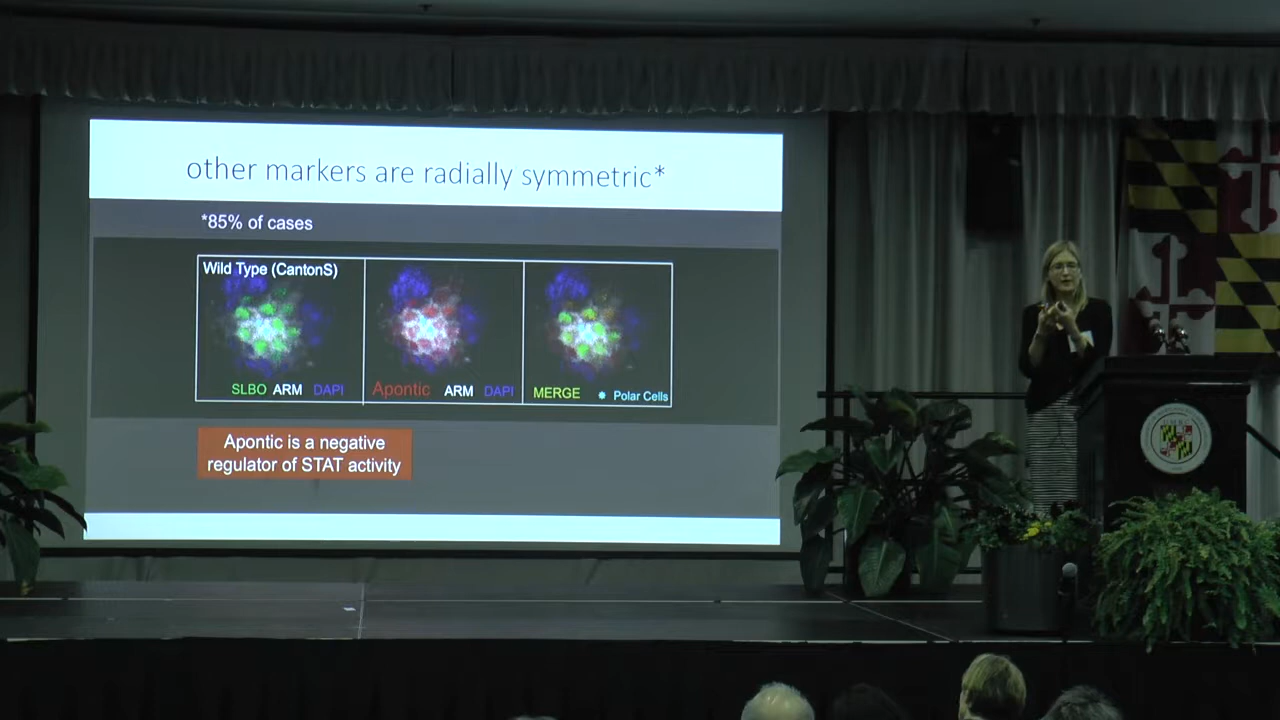 other markers are radially symmetric*
*85% of cases
Wild Type (CantonS)
SLBO ARM DAPI
Apontic ARM DAPI
MERGE * Polar Cells
Apontic is a negative
regulator of STAT activity